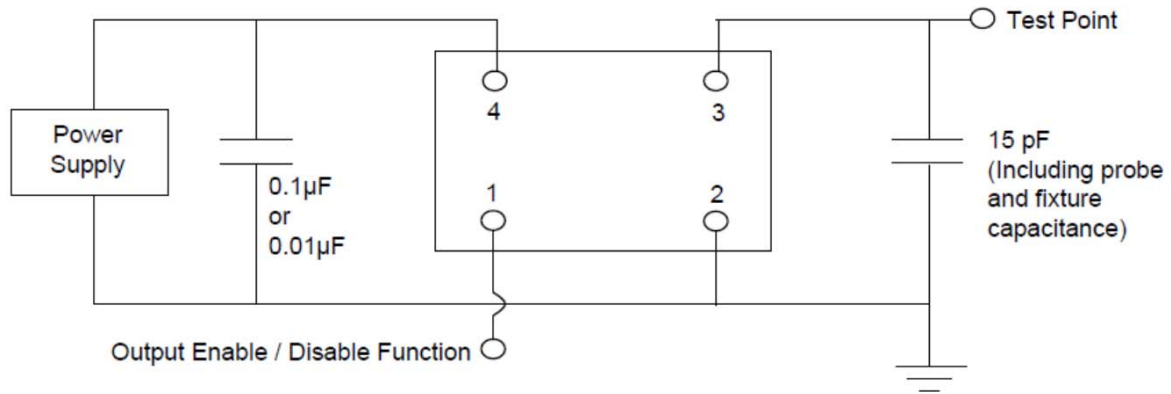 Test Point
4
3
Power
Supply
15 pF
(Including probe
and fixture
capacitance)
0.1µF
or
0.01µF
1
2
Output Enable / Disable Function